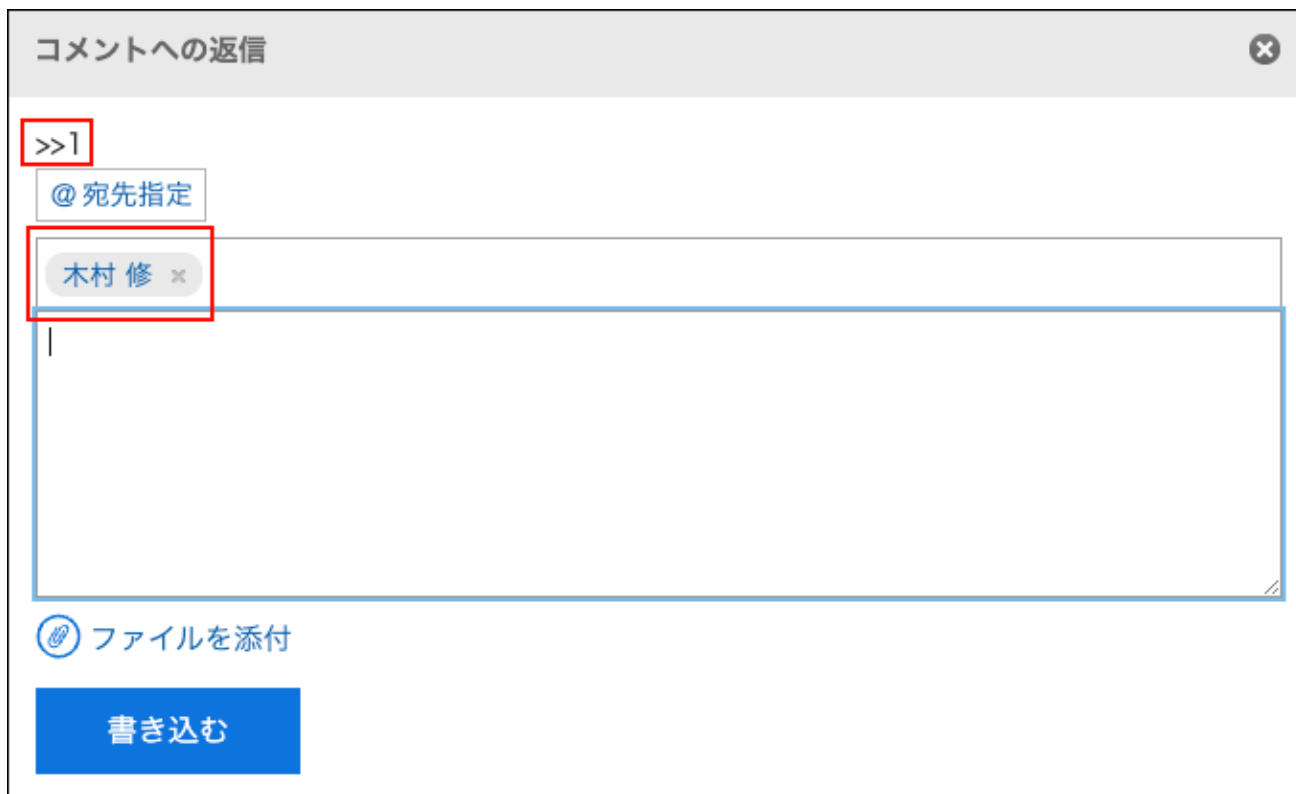 コメントへの返信
>>1
@宛先指定
木村 修 ×
ファイルを添付
書き込む